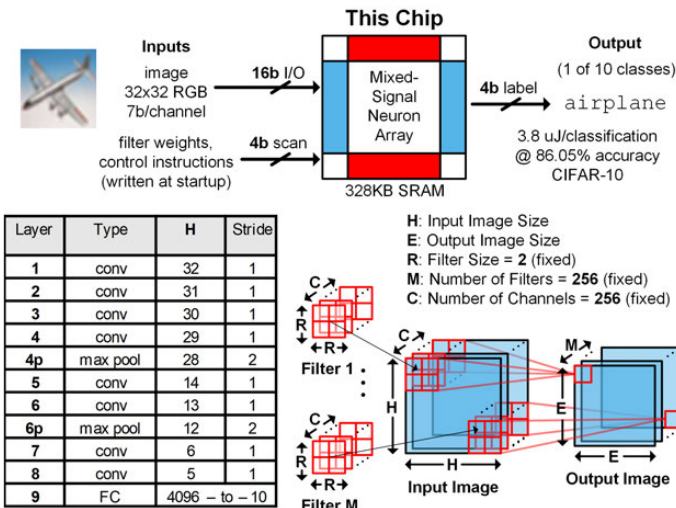 This Chip
Inputs
image
32x32 RGB
7b/channel
16b I/O
filter weights,
control instructions
(written at startup)
4b scan
Mixed-
Signal
Neuron
Array
328KB SRAM
4b label
Output
(1 of 10 classes)
airplane
3.8 uJ/classification
@ 86.05% accuracy
CIFAR-10
Layer Type H Stride
1 conv 32 1
2 conv 31 1
3 conv 30 1
4 conv 29 1
4p max pool 28 2
5 conv 14 1
6 conv 13 1
6p max pool 12 2
7 conv 6 1
8 conv 5 1
9 FC 4096 – to – 10
H: Input Image Size
E: Output Image Size
R: Filter Size = 2 (fixed)
M: Number of Filters = 256 (fixed)
C: Number of Channels = 256 (fixed)
C
R
R
Filter 1
C
R
R
Filter M
C
H
H
Input Image
M
E
E
Output Image